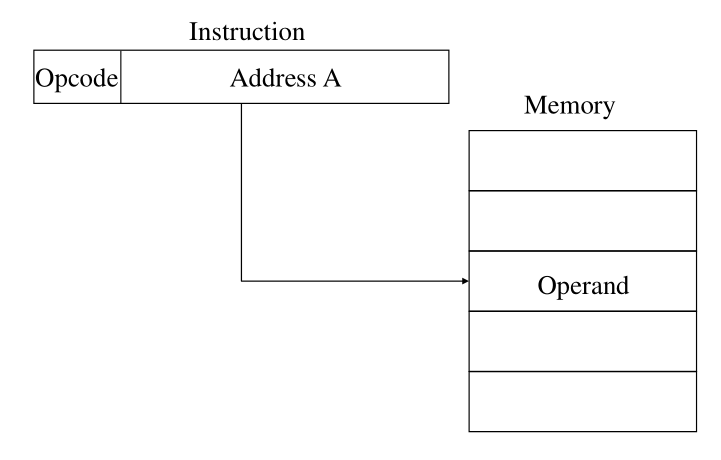 Instruction
Opcode
Address A
Memory
Operand